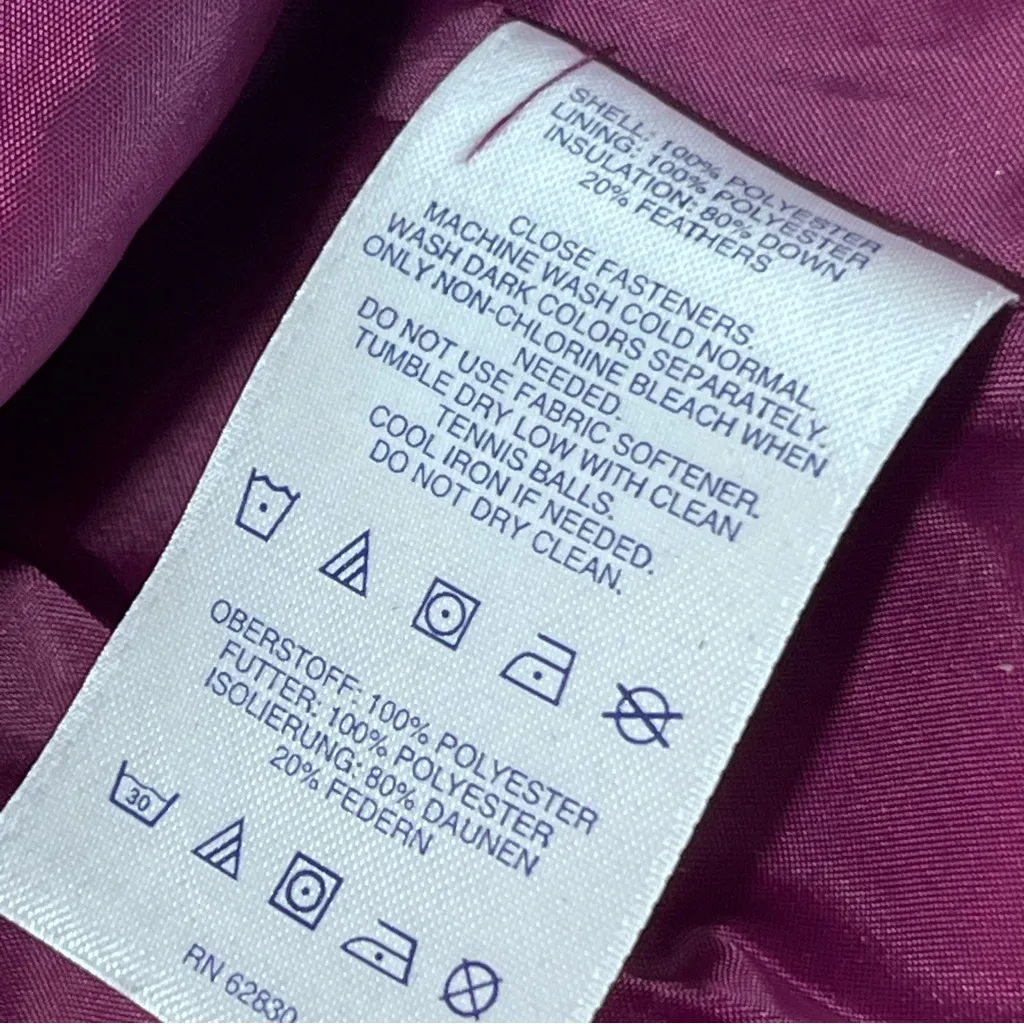 SHELL: 100% POLYESTER
LINING: 100% POLYESTER
INSULATION: 80% DOWN
20% FEATHERS
CLOSE FASTENERS.
MACHINE WASH COLD NORMAL.
WASH DARK COLORS SEPARATELY.
ONLY NON-CHLORINE BLEACH WHEN
NEEDED.
DO NOT USE FABRIC SOFTENER.
TUMBLE DRY LOW WITH CLEAN
TENNIS BALLS.
COOL IRON IF NEEDED.
DO NOT DRY CLEAN.
OBERSTOFF: 100% POLYESTER
FUTTER: 100% POLYESTER
ISOLIERUNG: 80% DAUNEN
20% FEDERN
30
RN 62830